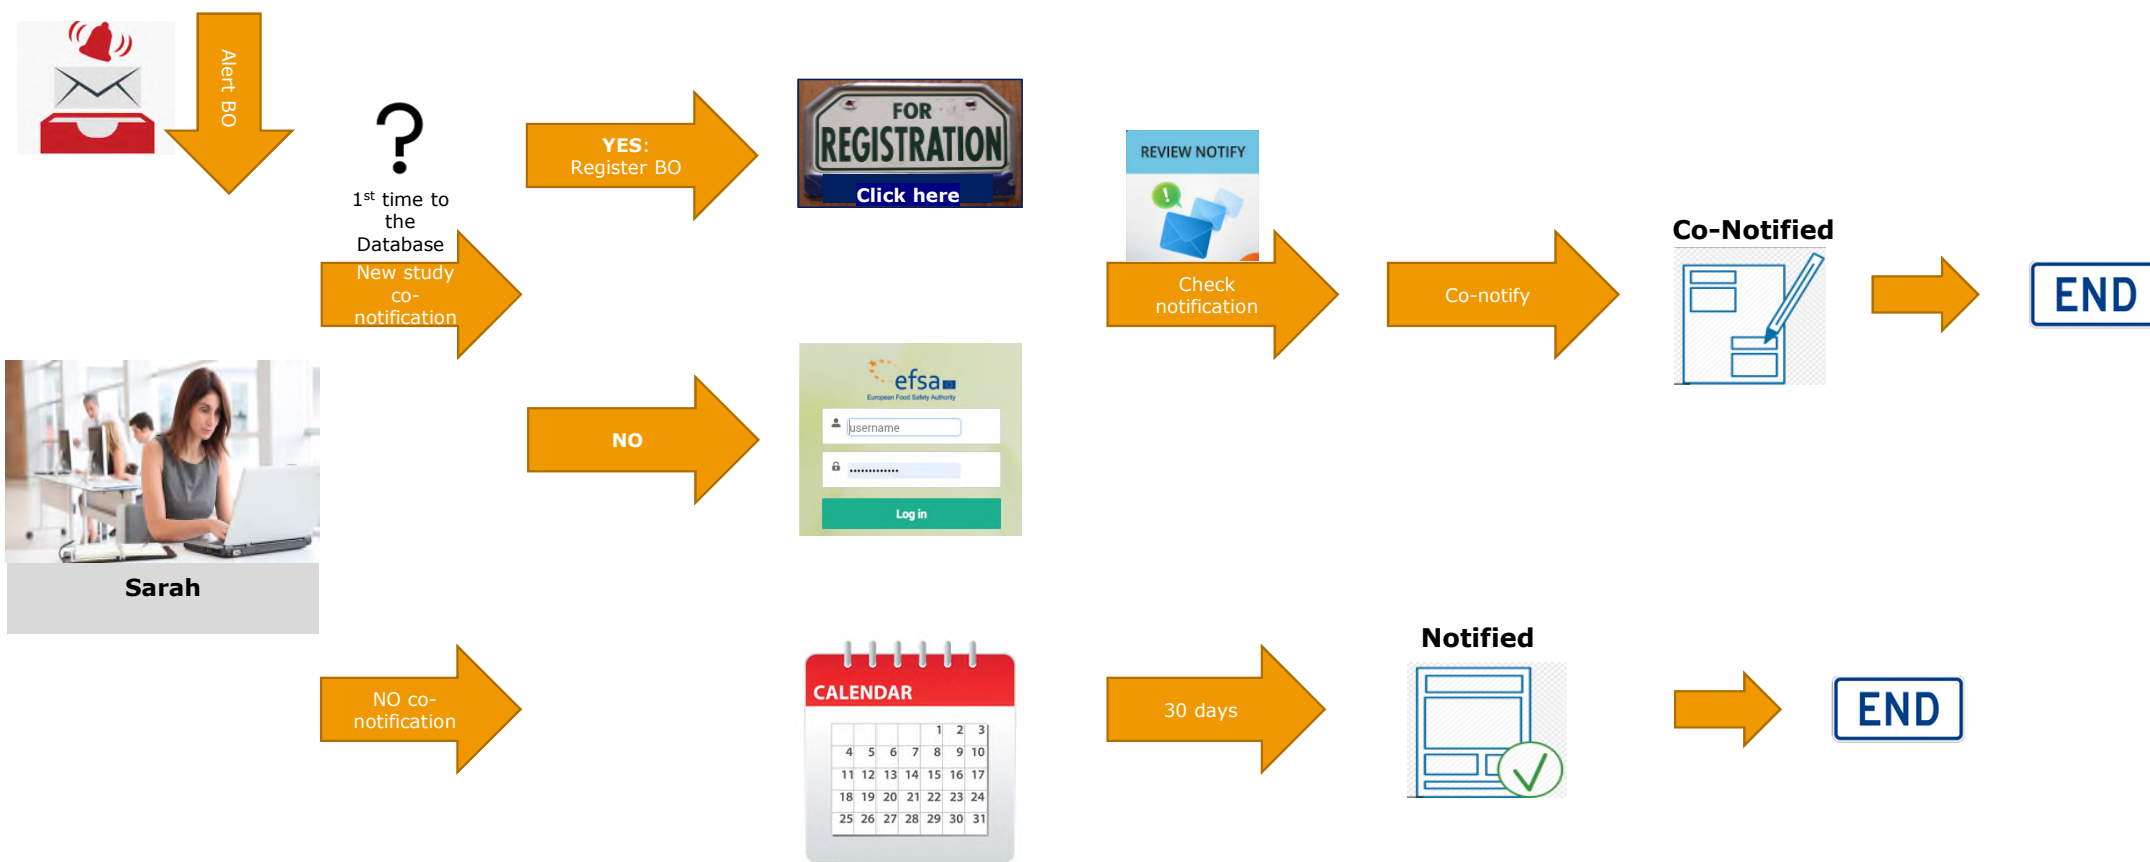 Alert BO
1st time to
the
Database
New study
co-
notification
YES:
Register BO
FOR
REGISTRATION
Click here
REVIEW NOTIFY
!
Check
notification
Co-notify
Co-Notified
END
NO
efsa
European Food Safety Authority
username
Log in
Sarah
NO co-
notification
CALENDAR
1 2 3
4 5 6 7 8 9 10
11 12 13 14 15 16 17
18 19 20 21 22 23 24
25 26 27 28 29 30 31
30 days
Notified
END